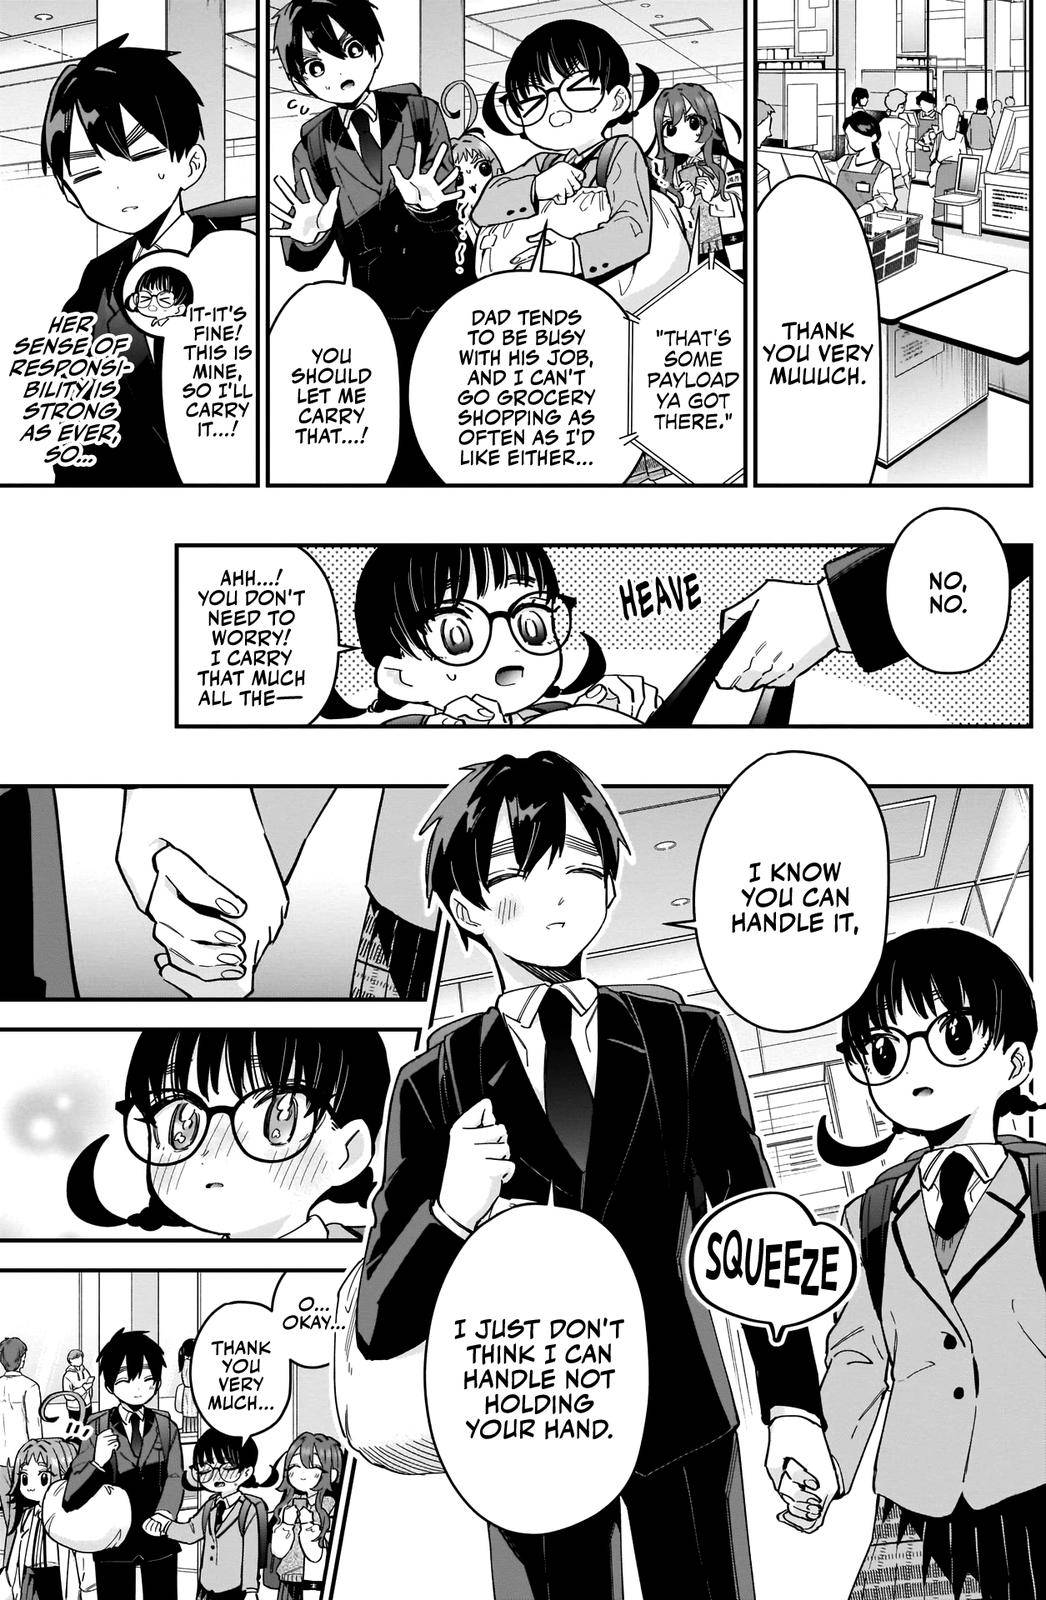 THANK
YOU VERY
MUUUCH.
"THAT'S
SOME
PAYLOAD
YA GOT
THERE."
DAD TENDS
TO BE BUSY
WITH HIS JOB,
AND I CAN'T
GO GROCERY
SHOPPING AS
OFTEN AS I'D
LIKE EITHER...
YOU
SHOULD
LET ME
CARRY
THAT...!
IT-IT'S
FINE!
THIS IS
MINE,
SO I'LL
CARRY
IT...!
HER
SENSE OF
RESPONSI-
BILITY IS
STRONG
AS EVER,
SO...
NO,
NO.
HEAVE
AHH...!
YOU DON'T
NEED TO
WORRY!
I CARRY
THAT MUCH
ALL THE—
I KNOW
YOU CAN
HANDLE IT,
SQUEEZE
I JUST DON'T
THINK I CAN
HANDLE NOT
HOLDING
YOUR HAND.
O...
OKAY...
THANK
YOU
VERY
MUCH...